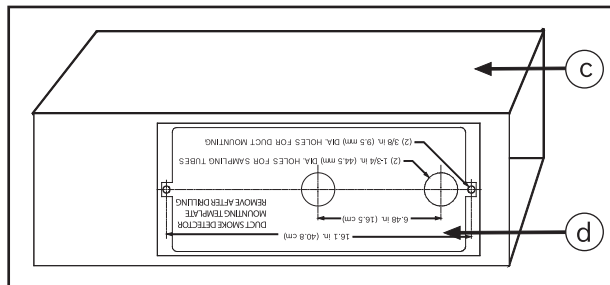 c
(2) 3/8 in. (9.5 mm) DIA. HOLES FOR DUCT MOUNTING
(2) 1-3/4 in. (44.5 mm) DIA. HOLES FOR SAMPLING TUBES
DUCT SMOKE DETECTOR
MOUNTING TEMPLATE
REMOVE AFTER DRILLING
6.48 in. (16.5 cm)
16.1 in. (40.8 cm)
d